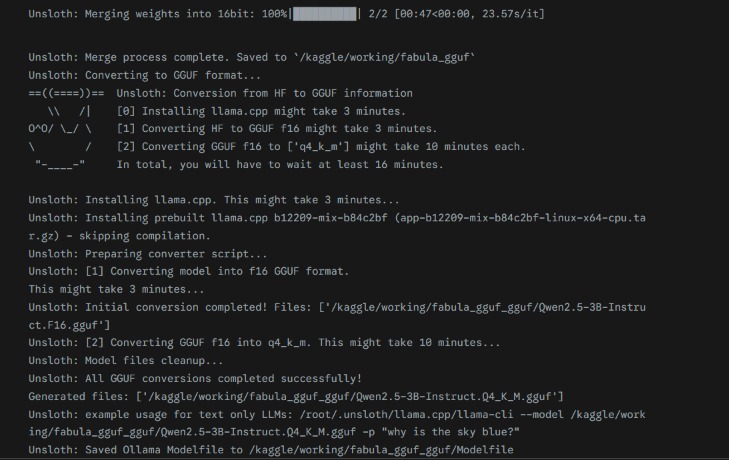 Unsloth: Merging weights into 16bit: 100%|██████████| 2/2 [00:47<00:00, 23.57s/it]
Unsloth: Merge process complete. Saved to `/kaggle/working/fabula_gguf`
Unsloth: Converting to GGUF format...
==((====))==  Unsloth: Conversion from HF to GGUF information
   \\   /|    [0] Installing llama.cpp might take 3 minutes.
O^O/ \_/ \    [1] Converting HF to GGUF f16 might take 3 minutes.
\        /    [2] Converting GGUF f16 to ['q4_k_m'] might take 10 minutes each.
 "-____-"     In total, you will have to wait at least 16 minutes.
Unsloth: Installing llama.cpp. This might take 3 minutes...
Unsloth: Installing prebuilt llama.cpp b12209-mix-b84c2bf (app-b12209-mix-b84c2bf-linux-x64-cpu.ta
r.gz) - skipping compilation.
Unsloth: Preparing converter script...
Unsloth: [1] Converting model into f16 GGUF format.
This might take 3 minutes...
Unsloth: Initial conversion completed! Files: ['/kaggle/working/fabula_gguf_gguf/Qwen2.5-3B-Instru
ct.F16.gguf']
Unsloth: [2] Converting GGUF f16 into q4_k_m. This might take 10 minutes...
Unsloth: Model files cleanup...
Unsloth: All GGUF conversions completed successfully!
Generated files: ['/kaggle/working/fabula_gguf_gguf/Qwen2.5-3B-Instruct.Q4_K_M.gguf']
Unsloth: example usage for text only LLMs: /root/.unsloth/llama.cpp/llama-cli --model /kaggle/work
ing/fabula_gguf_gguf/Qwen2.5-3B-Instruct.Q4_K_M.gguf -p "why is the sky blue?"
Unsloth: Saved Ollama Modelfile to /kaggle/working/fabula_gguf_gguf/Modelfile